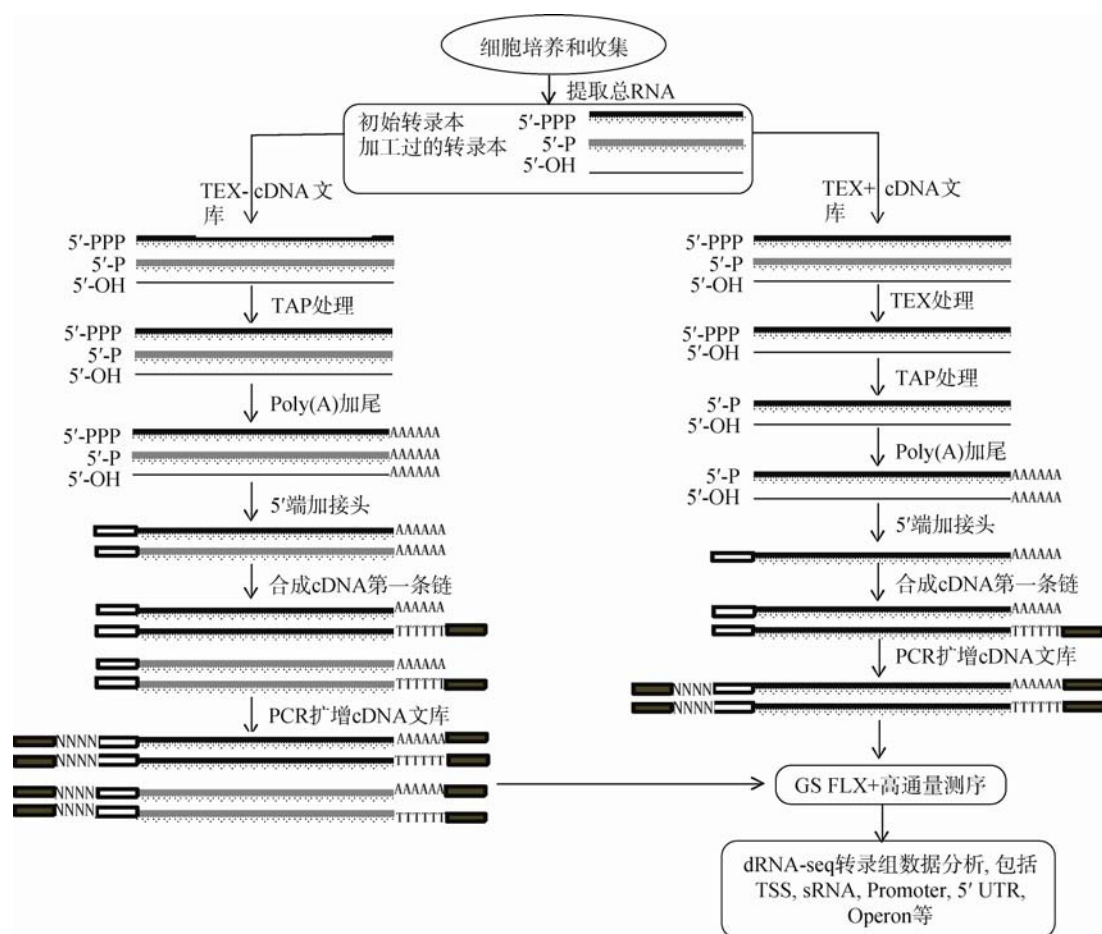 细胞培养和收集
提取总RNA
初始转录本
5′-PPP
加工过的转录本
5′-P
5′-OH
TEX- cDNA文
库
5′-PPP
5′-P
5′-OH
TAP处理
5′-PPP
5′-P
5′-OH
Poly(A)加尾
5′-PPP
AAAAAA
5′-P
AAAAAA
5′-OH
AAAAAA
5′端加接头
AAAAAA
AAAAAA
合成cDNA第一条链
AAAAAA
TTTTTT
AAAAAA
TTTTTT
PCR扩增cDNA文库
NNNN
AAAAAA
NNNN
TTTTTT
NNNN
AAAAAA
NNNN
TTTTTT
TEX+ cDNA文
库
5′-PPP
5′-P
5′-OH
TEX处理
5′-PPP
5′-OH
TAP处理
5′-P
5′-OH
Poly(A)加尾
5′-P
AAAAAA
5′-OH
AAAAAA
5′端加接头
AAAAAA
合成cDNA第一条链
AAAAAA
TTTTTT
PCR扩增cDNA文库
NNNN
AAAAAA
NNNN
TTTTTT
GS FLX+高通量测序
dRNA-seq转录组数据分析, 包括
TSS, sRNA, Promoter, 5′ UTR,
Operon等